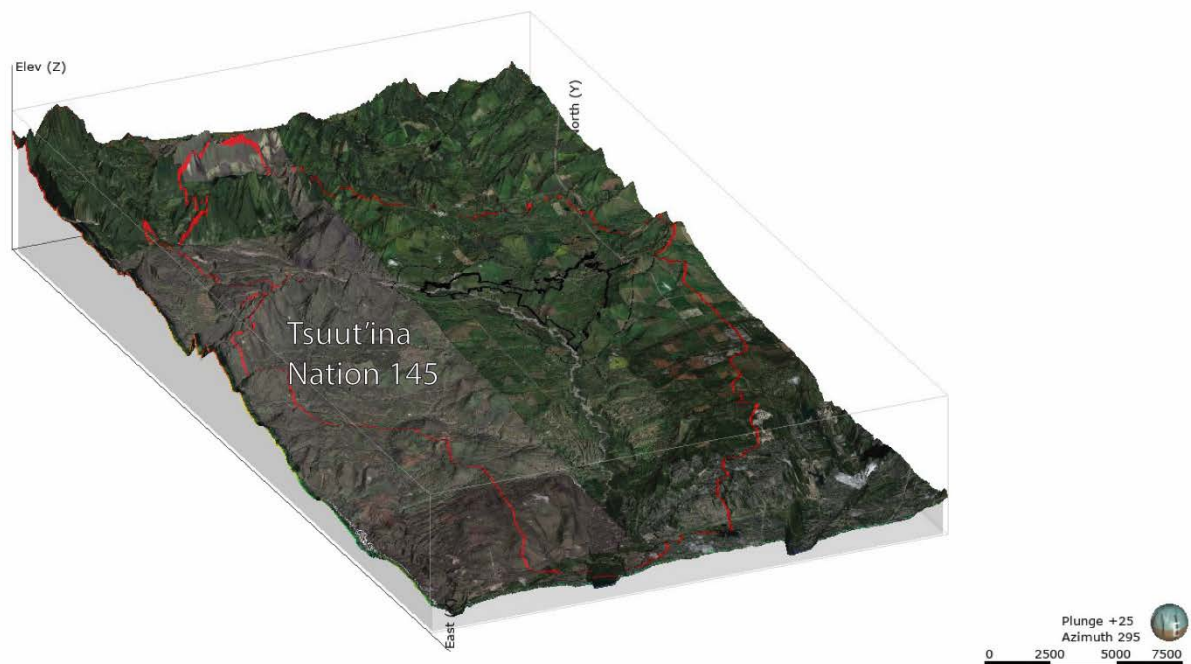 Elev (Z)
North (Y)
Tsuut'ina
Nation 145
East
Plunge +25
Azimuth 295
0 2500 5000 7500